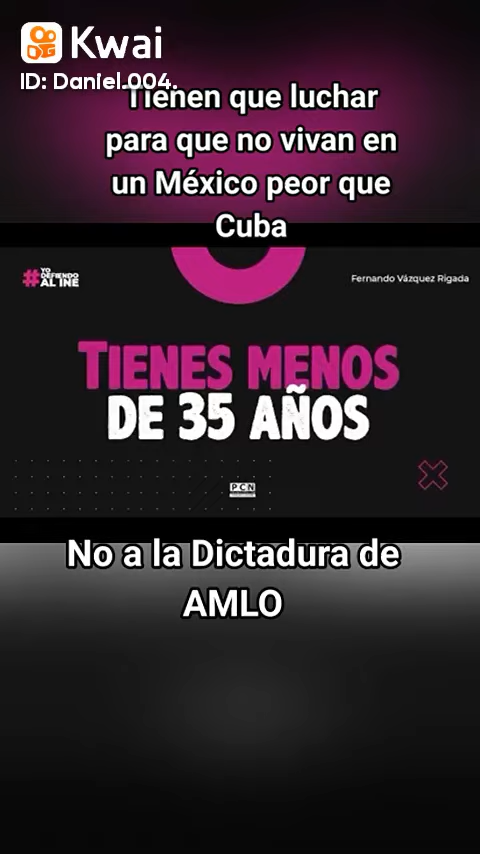 Kwai
ID: Daniel.004.
Tienen que luchar
para que no vivan en
un México peor que
Cuba
#YO DEFIENDO AL INE
Fernando Vázquez Rigada
TIENES MENOS
DE 35 AÑOS
PCN
No a la Dictadura de
AMLO